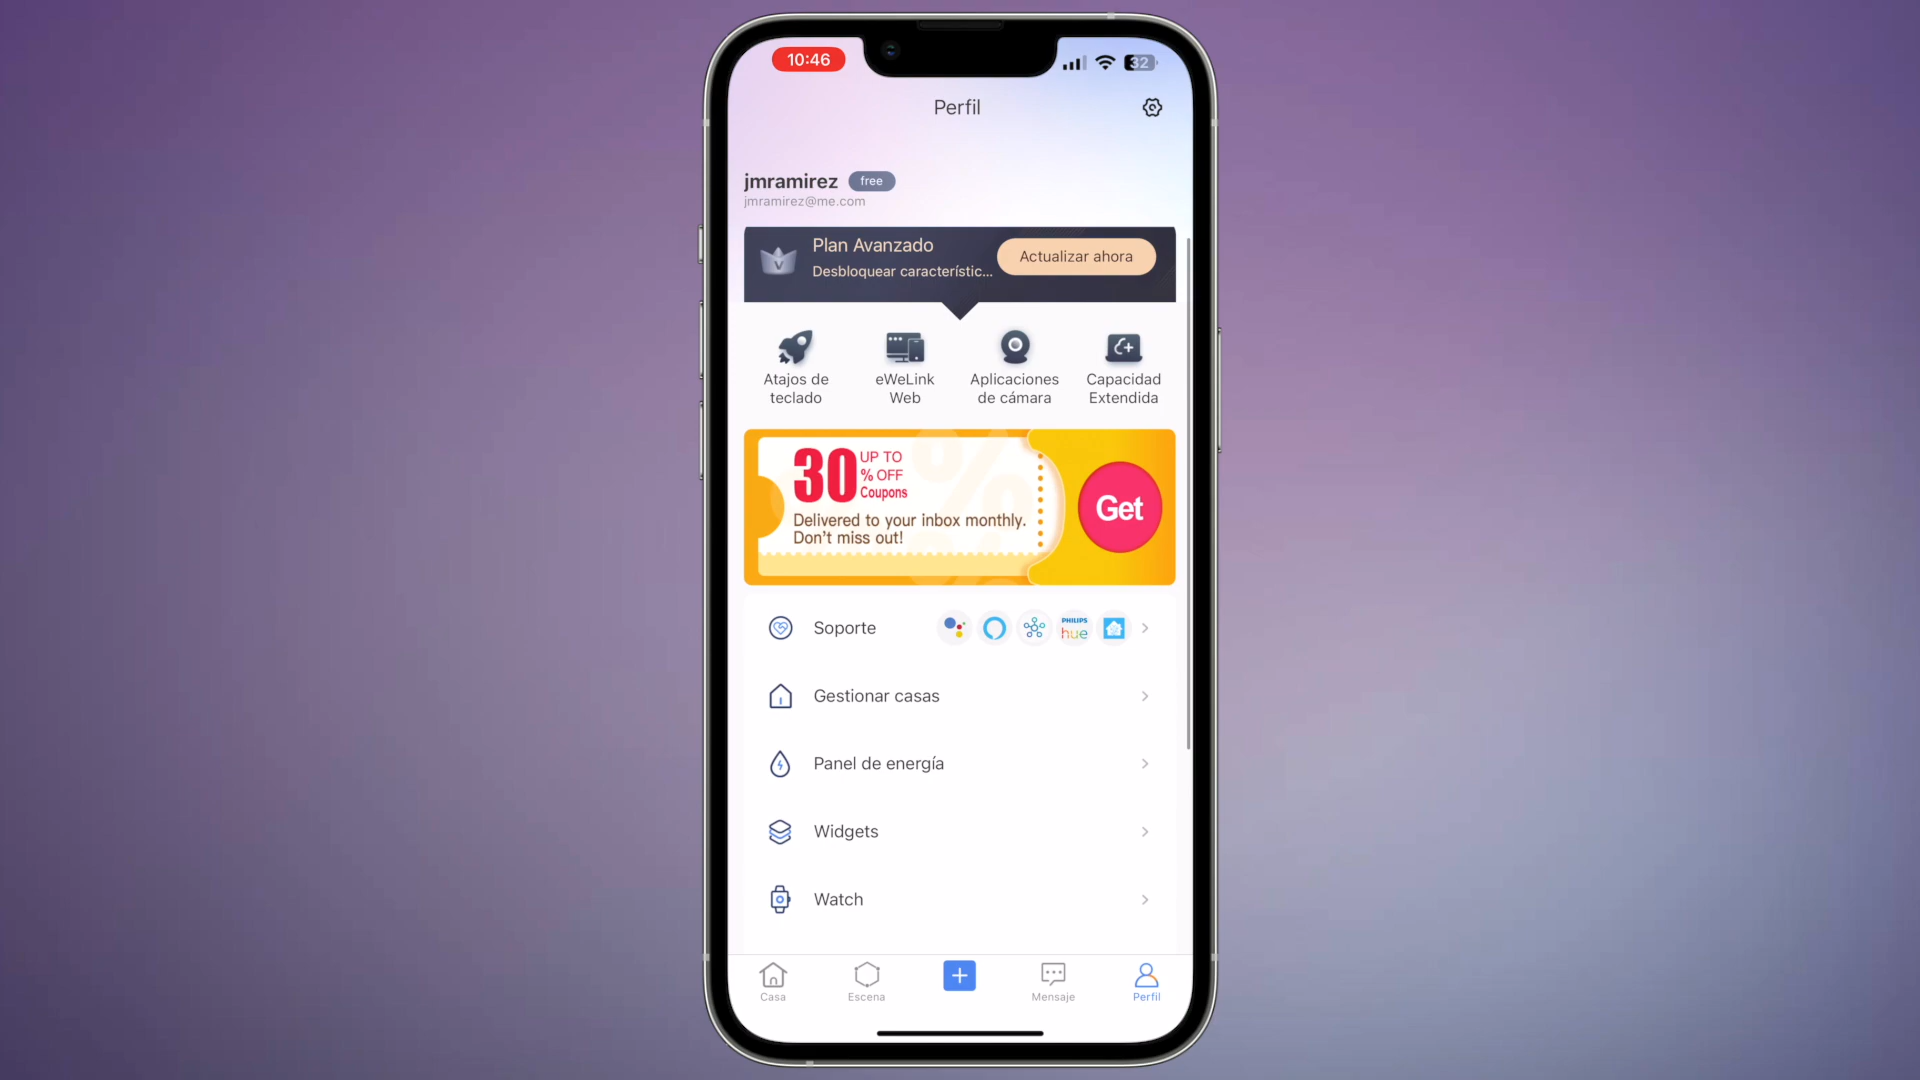 10:46
32
Perfil
jmramirez free
jmramirez@me.com
Plan Avanzado
Desbloquear característic...
Actualizar ahora
V
Atajos de
teclado
eWeLink
Web
Aplicaciones
de cámara
Capacidad
Extendida
30 UP TO
% OFF
Coupons
Delivered to your inbox monthly.
Don't miss out!
Get
Soporte
PHILIPS
hue
Gestionar casas
Panel de energía
Widgets
Watch
Casa
Escena
Mensaje
Perfil